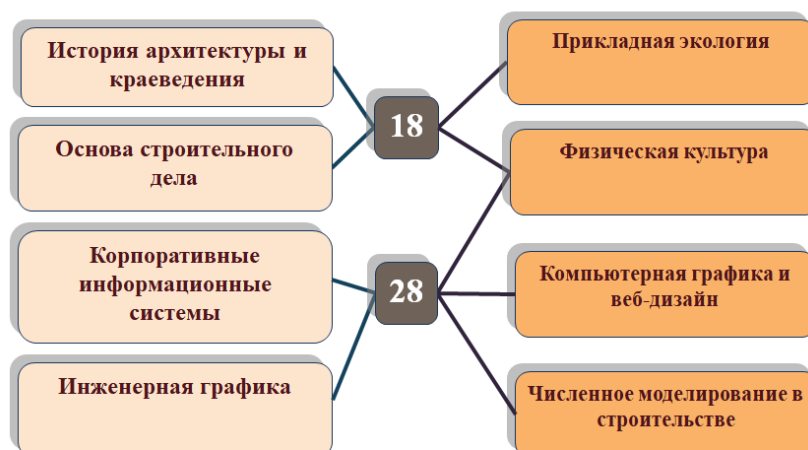 История архитектуры и
краеведения
Основа строительного
дела
Корпоративные
информационные
системы
Инженерная графика
18
28
Прикладная экология
Физическая культура
Компьютерная графика и
веб-дизайн
Численное моделирование в
строительстве